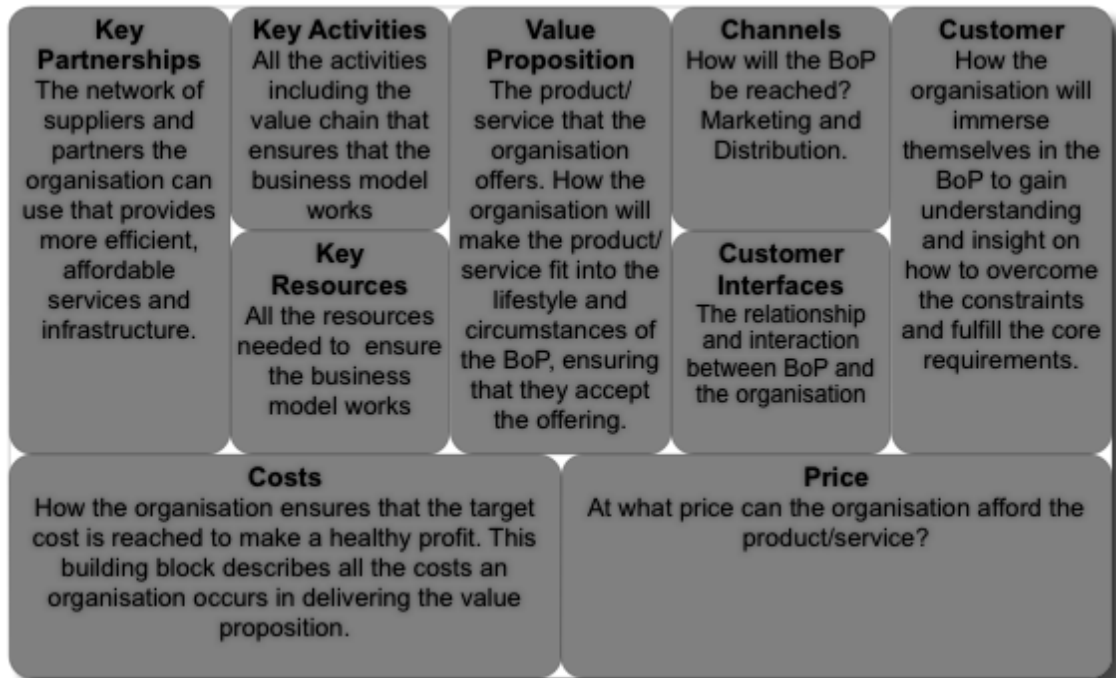 Key
Partnerships
The network of
suppliers and
partners the
organisation can
use that provides
more efficient,
affordable
services and
infrastructure.
Key Activities
All the activities
including the
value chain that
ensures that the
business model
works
Key
Resources
All the resources
needed to ensure
the business
model works
Value
Proposition
The product/
service that the
organisation
offers. How the
organisation will
make the product/
service fit into the
lifestyle and
circumstances of
the BoP, ensuring
that they accept
the offering.
Channels
How will the BoP
be reached?
Marketing and
Distribution.
Customer
Interfaces
The relationship
and interaction
between BoP and
the organisation
Customer
How the
organisation will
immerse
themselves in the
BoP to gain
understanding
and insight on
how to overcome
the constraints
and fulfill the core
requirements.
Costs
How the organisation ensures that the target
cost is reached to make a healthy profit. This
building block describes all the costs an
organisation occurs in delivering the value
proposition.
Price
At what price can the organisation afford the
product/service?